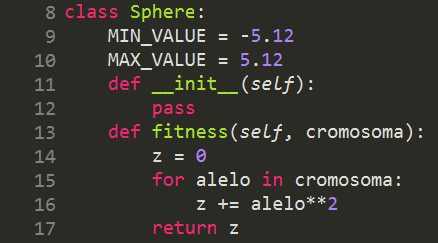 8 class Sphere:
9     MIN_VALUE = -5.12
10     MAX_VALUE = 5.12
11     def __init__(self):
12         pass
13     def fitness(self, cromosoma):
14         z = 0
15         for alelo in cromosoma:
16             z += alelo**2
17         return z